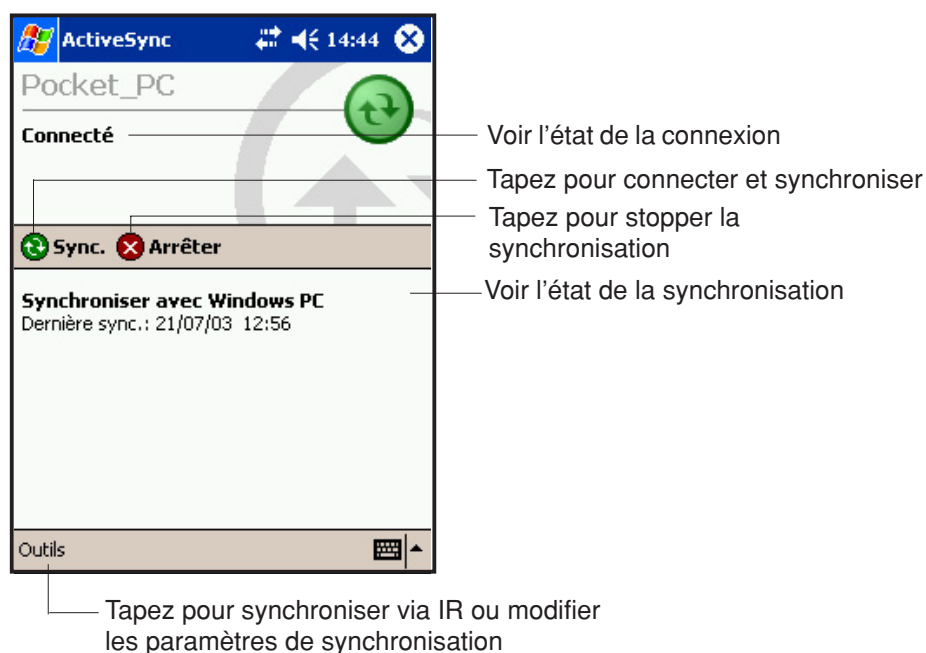 ActiveSync 14:44
Pocket_PC
Connecté
Voir l'état de la connexion
Tapez pour connecter et synchroniser
Tapez pour stopper la
synchronisation
Sync. Arrêter
Synchroniser avec Windows PC
Dernière sync.: 21/07/03 12:56
Voir l'état de la synchronisation
Outils
Tapez pour synchroniser via IR ou modifier
les paramètres de synchronisation